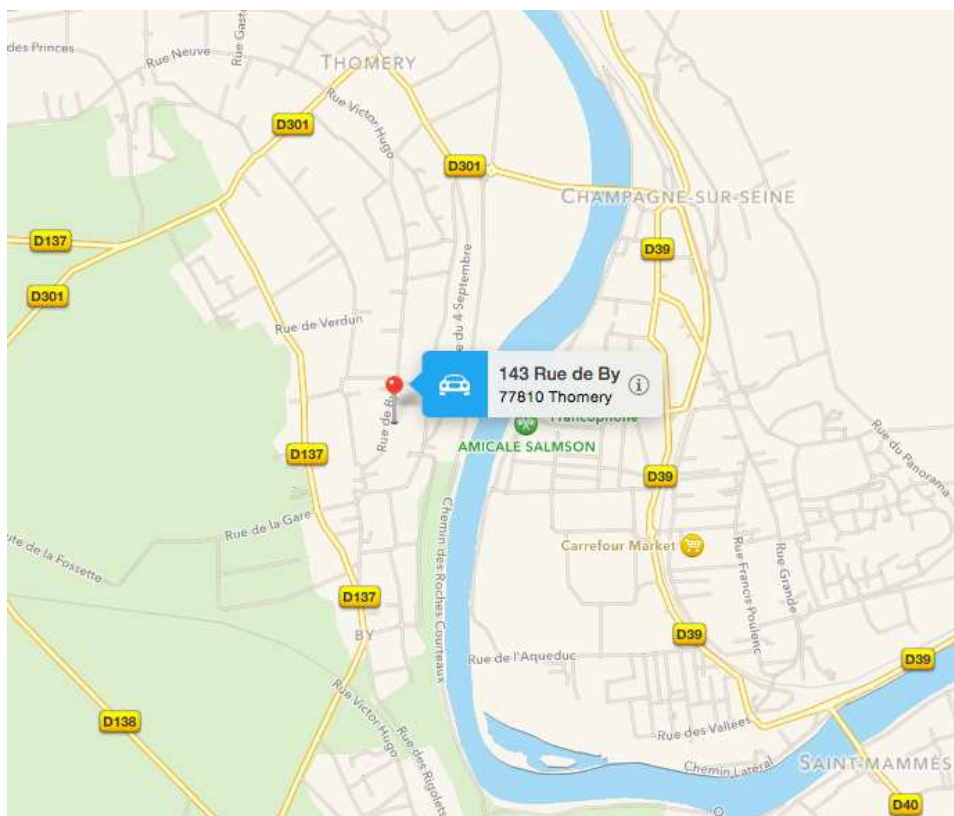 des Princes
Rue Gasto
Rue Neuve
THOMERY
Rue Victor Hugo
D301
D301
CHAMPAGNE-SUR-SEINE
D137
D39
D301
e du 4 Septembre
Rue de Verdun
143 Rue de By
77810 Thomery
Francophone
Rue de B
AMICALE SALMSON
D137
D39
Rue du Panorama
Chemin des Roches Courteaux
Rue de la Gare
ute de la Fossette
Carrefour Market
Rue Francis Poulenc
Rue Grande
D137
BY
D39
Rue de l'Aqueduc
D39
Rue Victor Hugo
D138
Rue des Rigolets
Rue des Vallées
Chemin Latéral
SAINT-MAMMÈS
D40